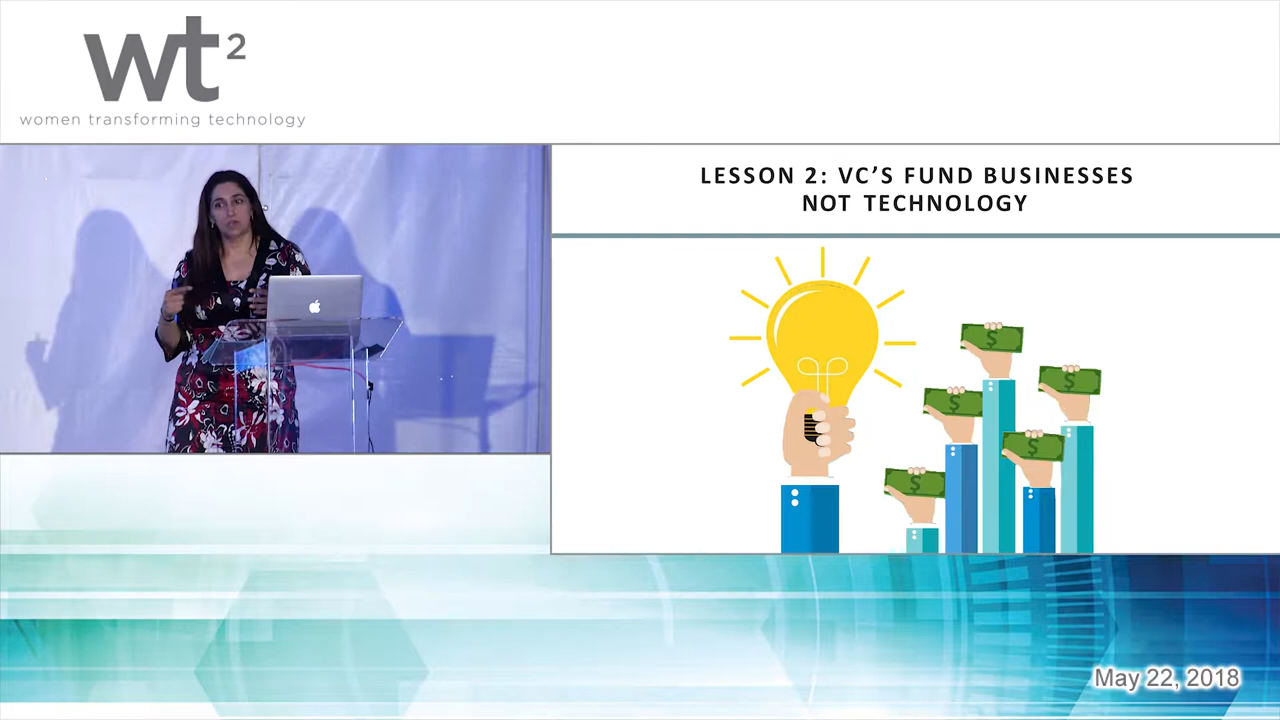 wt2
women transforming technology
LESSON 2: VC’S FUND BUSINESSES
NOT TECHNOLOGY
$
$
$
$
$
May 22, 2018